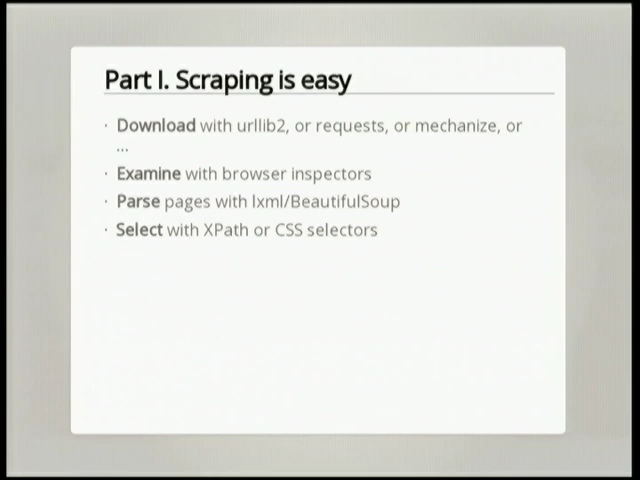 Part I. Scraping is easy
· Download with urllib2, or requests, or mechanize, or
...
· Examine with browser inspectors
· Parse pages with lxml/BeautifulSoup
· Select with XPath or CSS selectors